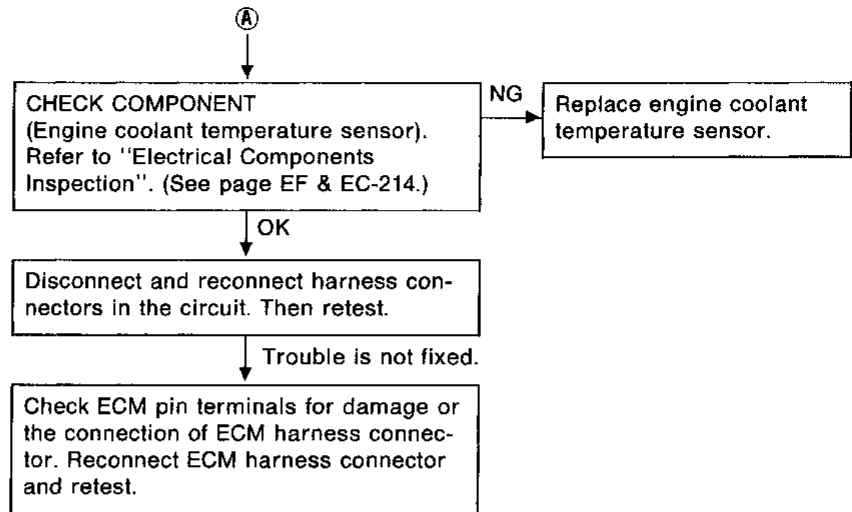 Ⓐ
CHECK COMPONENT
(Engine coolant temperature sensor).
Refer to "Electrical Components
Inspection". (See page EF & EC-214.)
NG
Replace engine coolant
temperature sensor.
OK
Disconnect and reconnect harness con-
nectors in the circuit. Then retest.
Trouble is not fixed.
Check ECM pin terminals for damage or
the connection of ECM harness connec-
tor. Reconnect ECM harness connector
and retest.